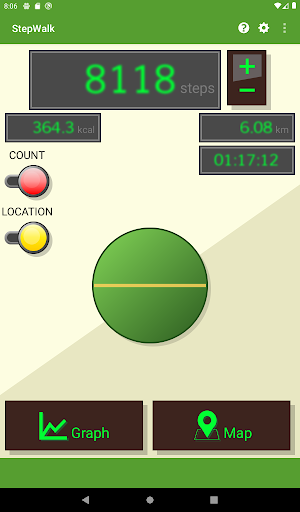 8:06
StepWalk
?
8118 steps
+
−
364.3 kcal
6.08 km
01:17:12
COUNT
LOCATION
Graph
Map